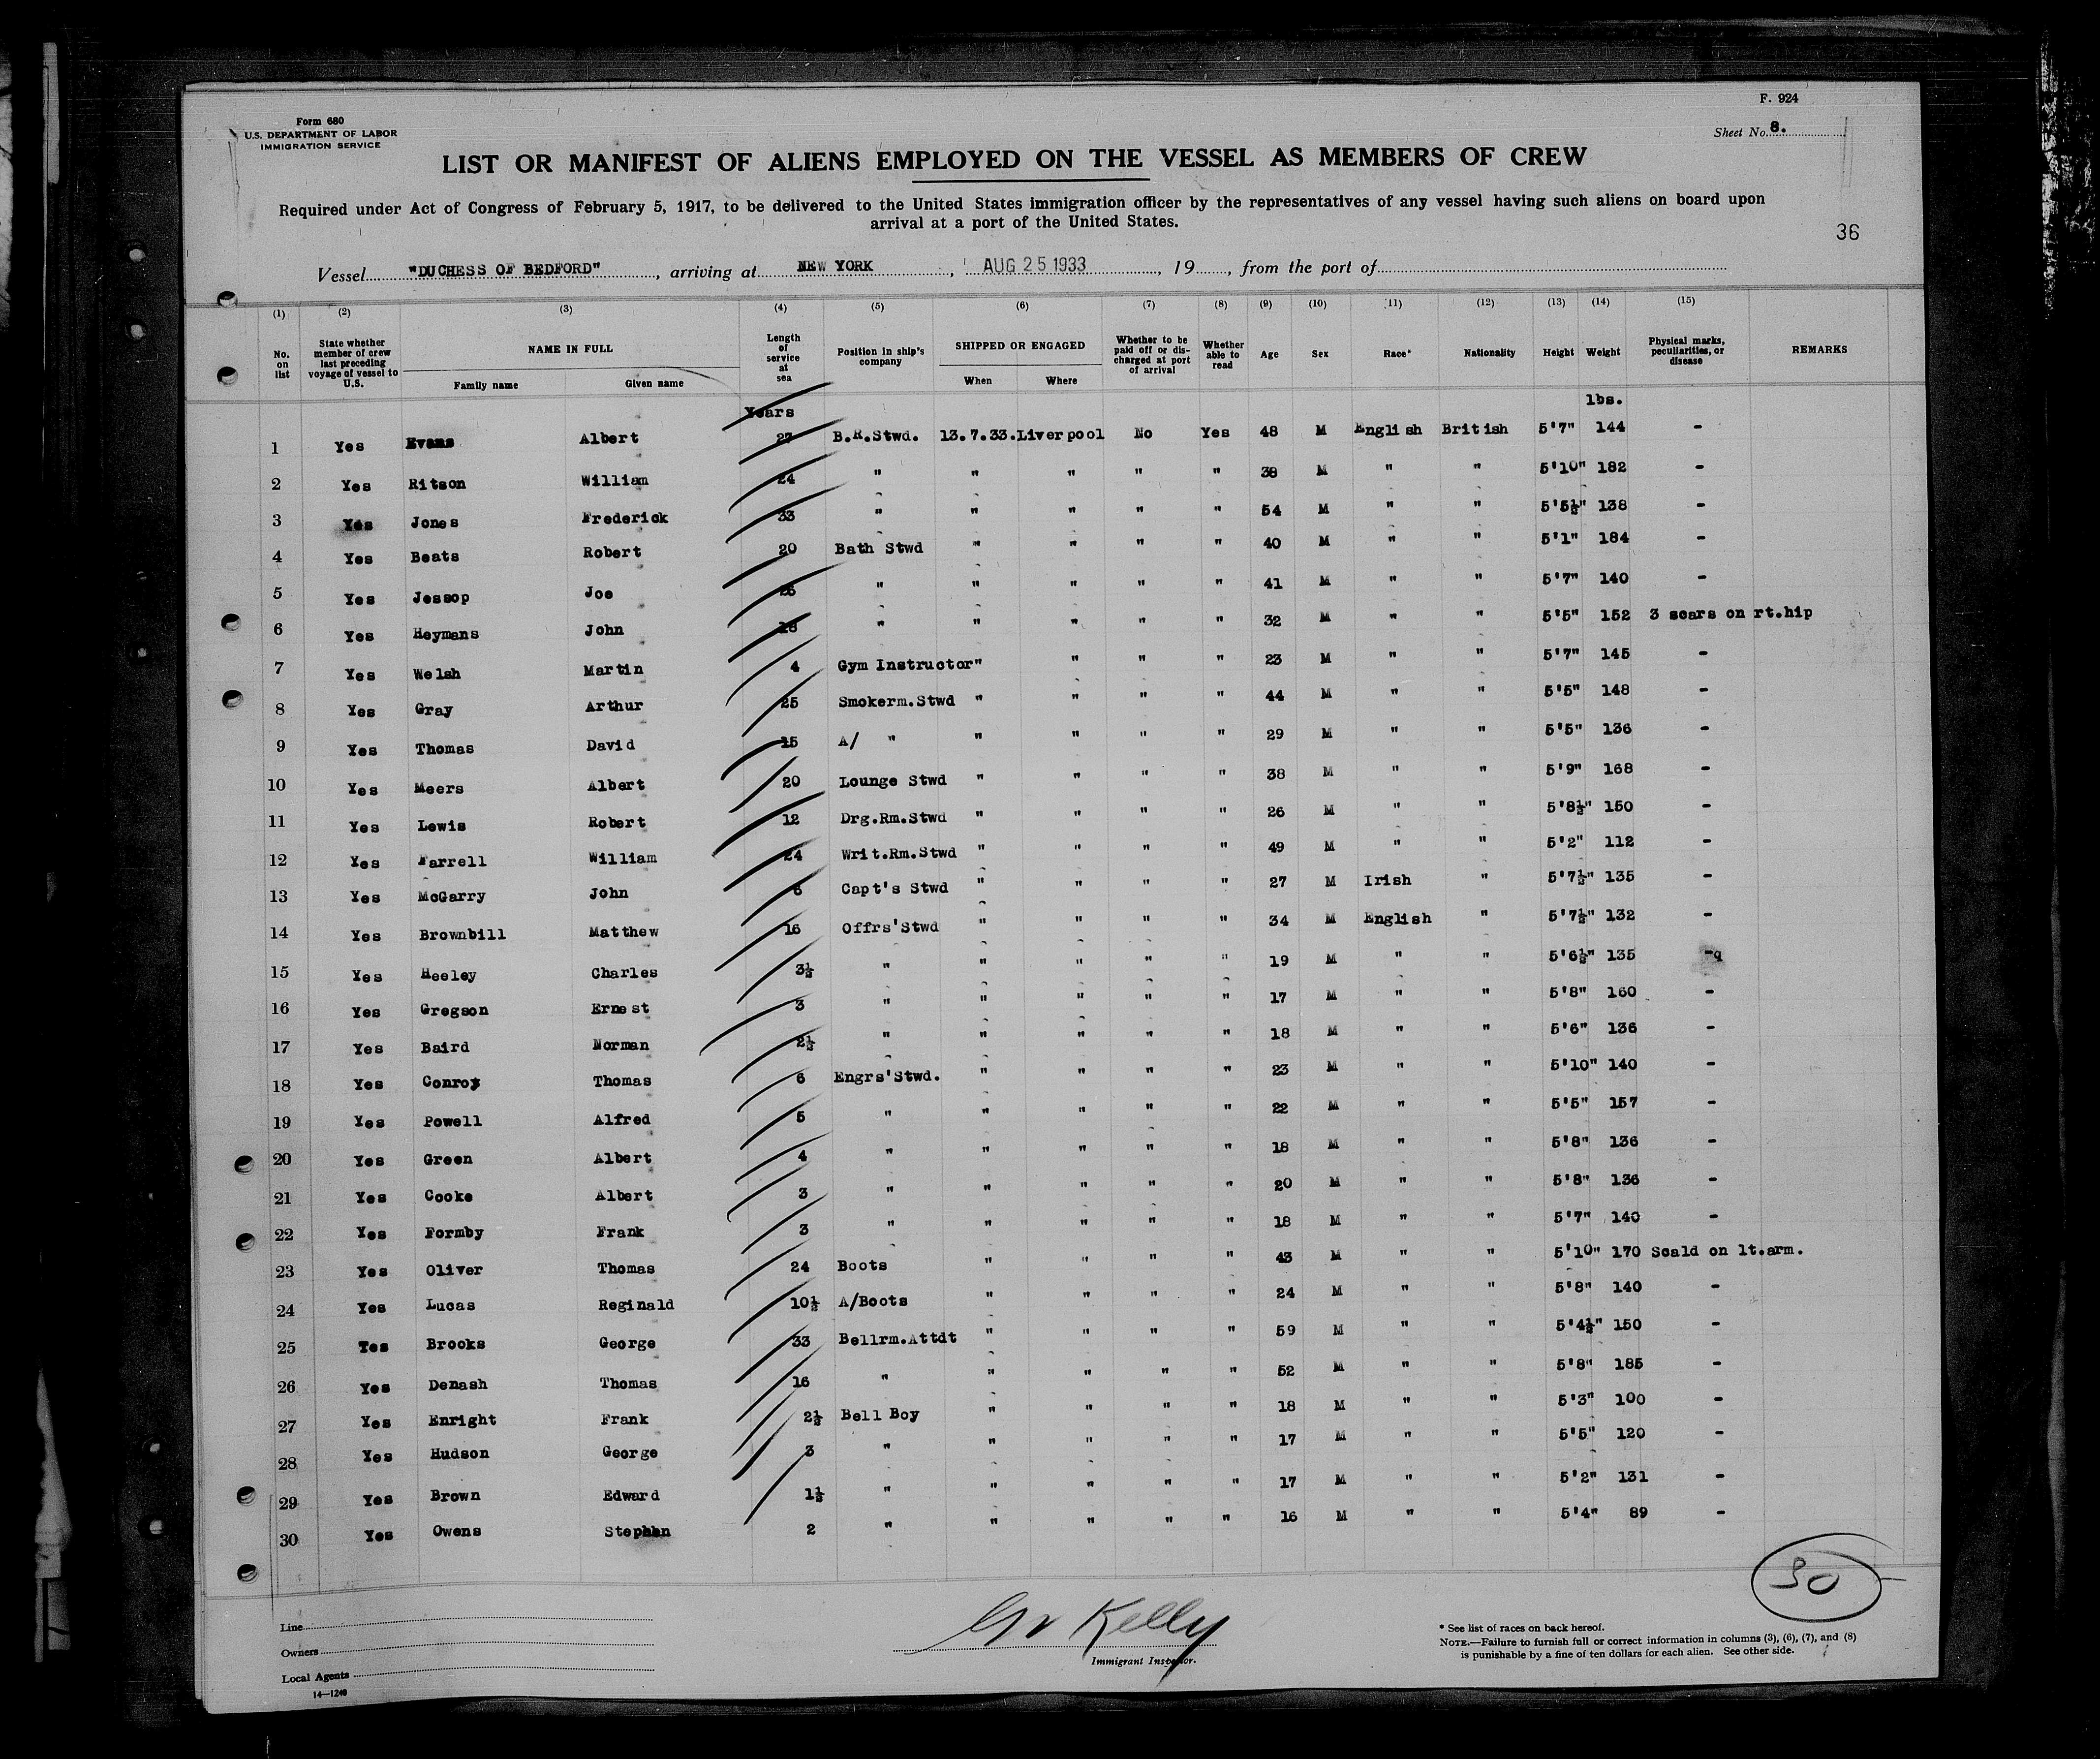 F. 924
Form 680
U.S. DEPARTMENT OF LABOR
IMMIGRATION SERVICE
Sheet No. 8.
LIST OR MANIFEST OF ALIENS EMPLOYED ON THE VESSEL AS MEMBERS OF CREW
Required under Act of Congress of February 5, 1917, to be delivered to the United States immigration officer by the representatives of any vessel having such aliens on board upon
arrival at a port of the United States.
36
Vessel "DUCHESS OF BEDFORD", arriving at NEW YORK, AUG 25 1933, 19, from the port of
(1) (2) (3) (4) (5) (6) (7) (8) (9) (10) (11) (12) (13) (14) (15)
No. on list State whether member of crew last preceding voyage of vessel to U.S. NAME IN FULL Family name Given name Length of service at sea Position in ship's company SHIPPED OR ENGAGED When Where Whether to be paid off or discharged at port of arrival Whether able to read Age Sex Race* Nationality Height Weight Physical marks, peculiarities, or disease REMARKS
Years lbs.
1 Yes Evans Albert 27 B.R.Stwd. 13.7.33. Liverpool No Yes 48 M English British 5'7" 144 -
2 Yes Ritson William 24 " " " " " 38 M " " 5'10" 182 -
3 Yes Jones Frederick 33 " " " " " 54 M " " 5'5½" 138 -
4 Yes Beats Robert 20 Bath Stwd " " " " 40 M " " 5'1" 184 -
5 Yes Jessop Joe 26 " " " " " 41 M " " 5'7" 140 -
6 Yes Heymans John 18 " " " " " 32 M " " 5'5" 152 3 scars on rt.hip
7 Yes Welsh Martin 4 Gym Instructor" " " " 23 M " " 5'7" 145 -
8 Yes Gray Arthur 25 Smokerm.Stwd " " " " 44 M " " 5'5" 148 -
9 Yes Thomas David 15 A/ " " " " " 29 M " " 5'5" 136 -
10 Yes Meers Albert 20 Lounge Stwd " " " " 38 M " " 5'9" 168 -
11 Yes Lewis Robert 12 Drg.Rm.Stwd " " " " 26 M " " 5'8½" 150 -
12 Yes Farrell William 24 Writ.Rm.Stwd " " " " 49 M " " 5'2" 112 -
13 Yes McGarry John 6 Capt's Stwd " " " " 27 M Irish " 5'7½" 135 -
14 Yes Brownbill Matthew 16 Offrs'Stwd " " " " 34 M English " 5'7½" 132 -
15 Yes Heeley Charles 3½ " " " " " 19 M " " 5'6½" 135 -
16 Yes Gregson Ernest 3 " " " " " 17 M " " 5'8" 160 -
17 Yes Baird Norman 2½ " " " " " 18 M " " 5'6" 136 -
18 Yes Conroy Thomas 6 Engrs'Stwd. " " " " 23 M " " 5'10" 140 -
19 Yes Powell Alfred 5 " " " " " 22 M " " 5'5" 157 -
20 Yes Green Albert 4 " " " " " 18 M " " 5'8" 136 -
21 Yes Cooke Albert 3 " " " " " 20 M " " 5'8" 136 -
22 Yes Formby Frank 3 " " " " " 18 M " " 5'7" 140 -
23 Yes Oliver Thomas 24 Boots " " " " 43 M " " 5'10" 170 Scald on lt.arm.
24 Yes Lucas Reginald 10½ A/Boots " " " " 24 M " " 5'8" 140 -
25 Yes Brooks George 33 Bellrm.Attdt " " " " 59 M " " 5'4½" 150 -
26 Yes Denash Thomas 16 " " " " " 52 M " " 5'8" 185 -
27 Yes Enright Frank 2½ Bell Boy " " " " 18 M " " 5'3" 100 -
28 Yes Hudson George 3 " " " " " 17 M " " 5'5" 120 -
29 Yes Brown Edward 1½ " " " " " 17 M " " 5'2" 131 -
30 Yes Owens Stephen 2 " " " " " 16 M " " 5'4" 89 -
30
Line
Owners
Local Agents
14—1240
Kelly
Immigrant Inspector.
* See list of races on back hereof.
NOTE.—Failure to furnish full or correct information in columns (3), (6), (7), and (8)
is punishable by a fine of ten dollars for each alien. See other side.